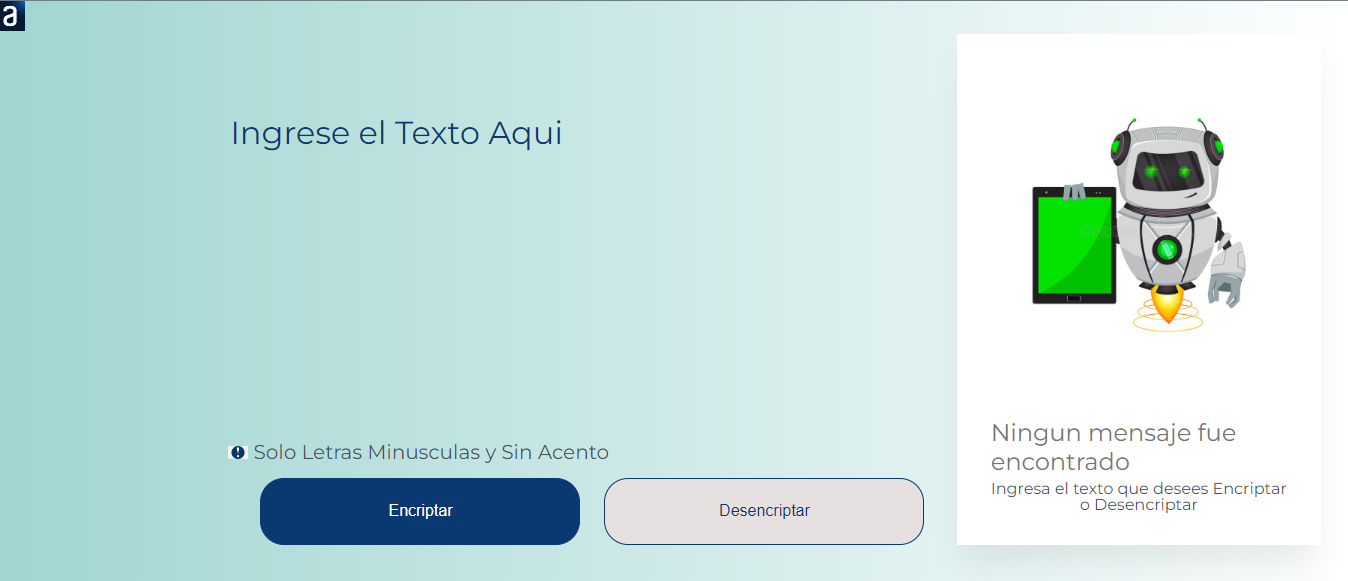 a
Ingrese el Texto Aqui
Solo Letras Minusculas y Sin Acento
Encriptar
Desencriptar
Ningun mensaje fue
encontrado
Ingresa el texto que desees Encriptar
o Desencriptar